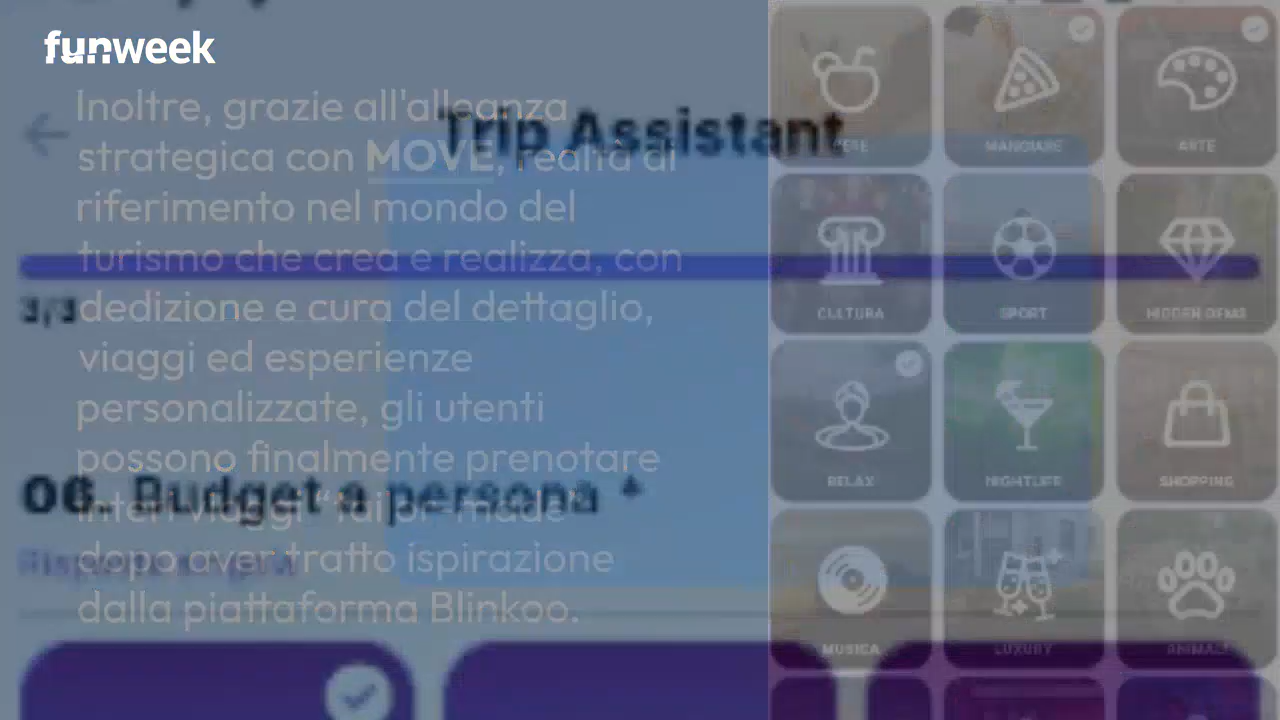 funweek
Inoltre, grazie all'alleanza
strategica con MOVE, realtà di
riferimento nel mondo del
turismo che crea e realizza, con
dedizione e cura del dettaglio,
viaggi ed esperienze
personalizzate, gli utenti
possono finalmente prenotare
interi viaggi "tailor-made"
dopo aver tratto ispirazione
dalla piattaforma Blinkoo.
Trip Assistant
3/3
06. Budget a persona *
MANGIARE
ARTE
CULTURA
SPORT
HIDDEN GEMS
RELAX
NIGHTLIFE
SHOPPING
MUSICA
LUXURY
ANIMALI